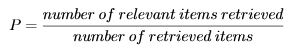 P = number of relevant items retrieved
number of retrieved items